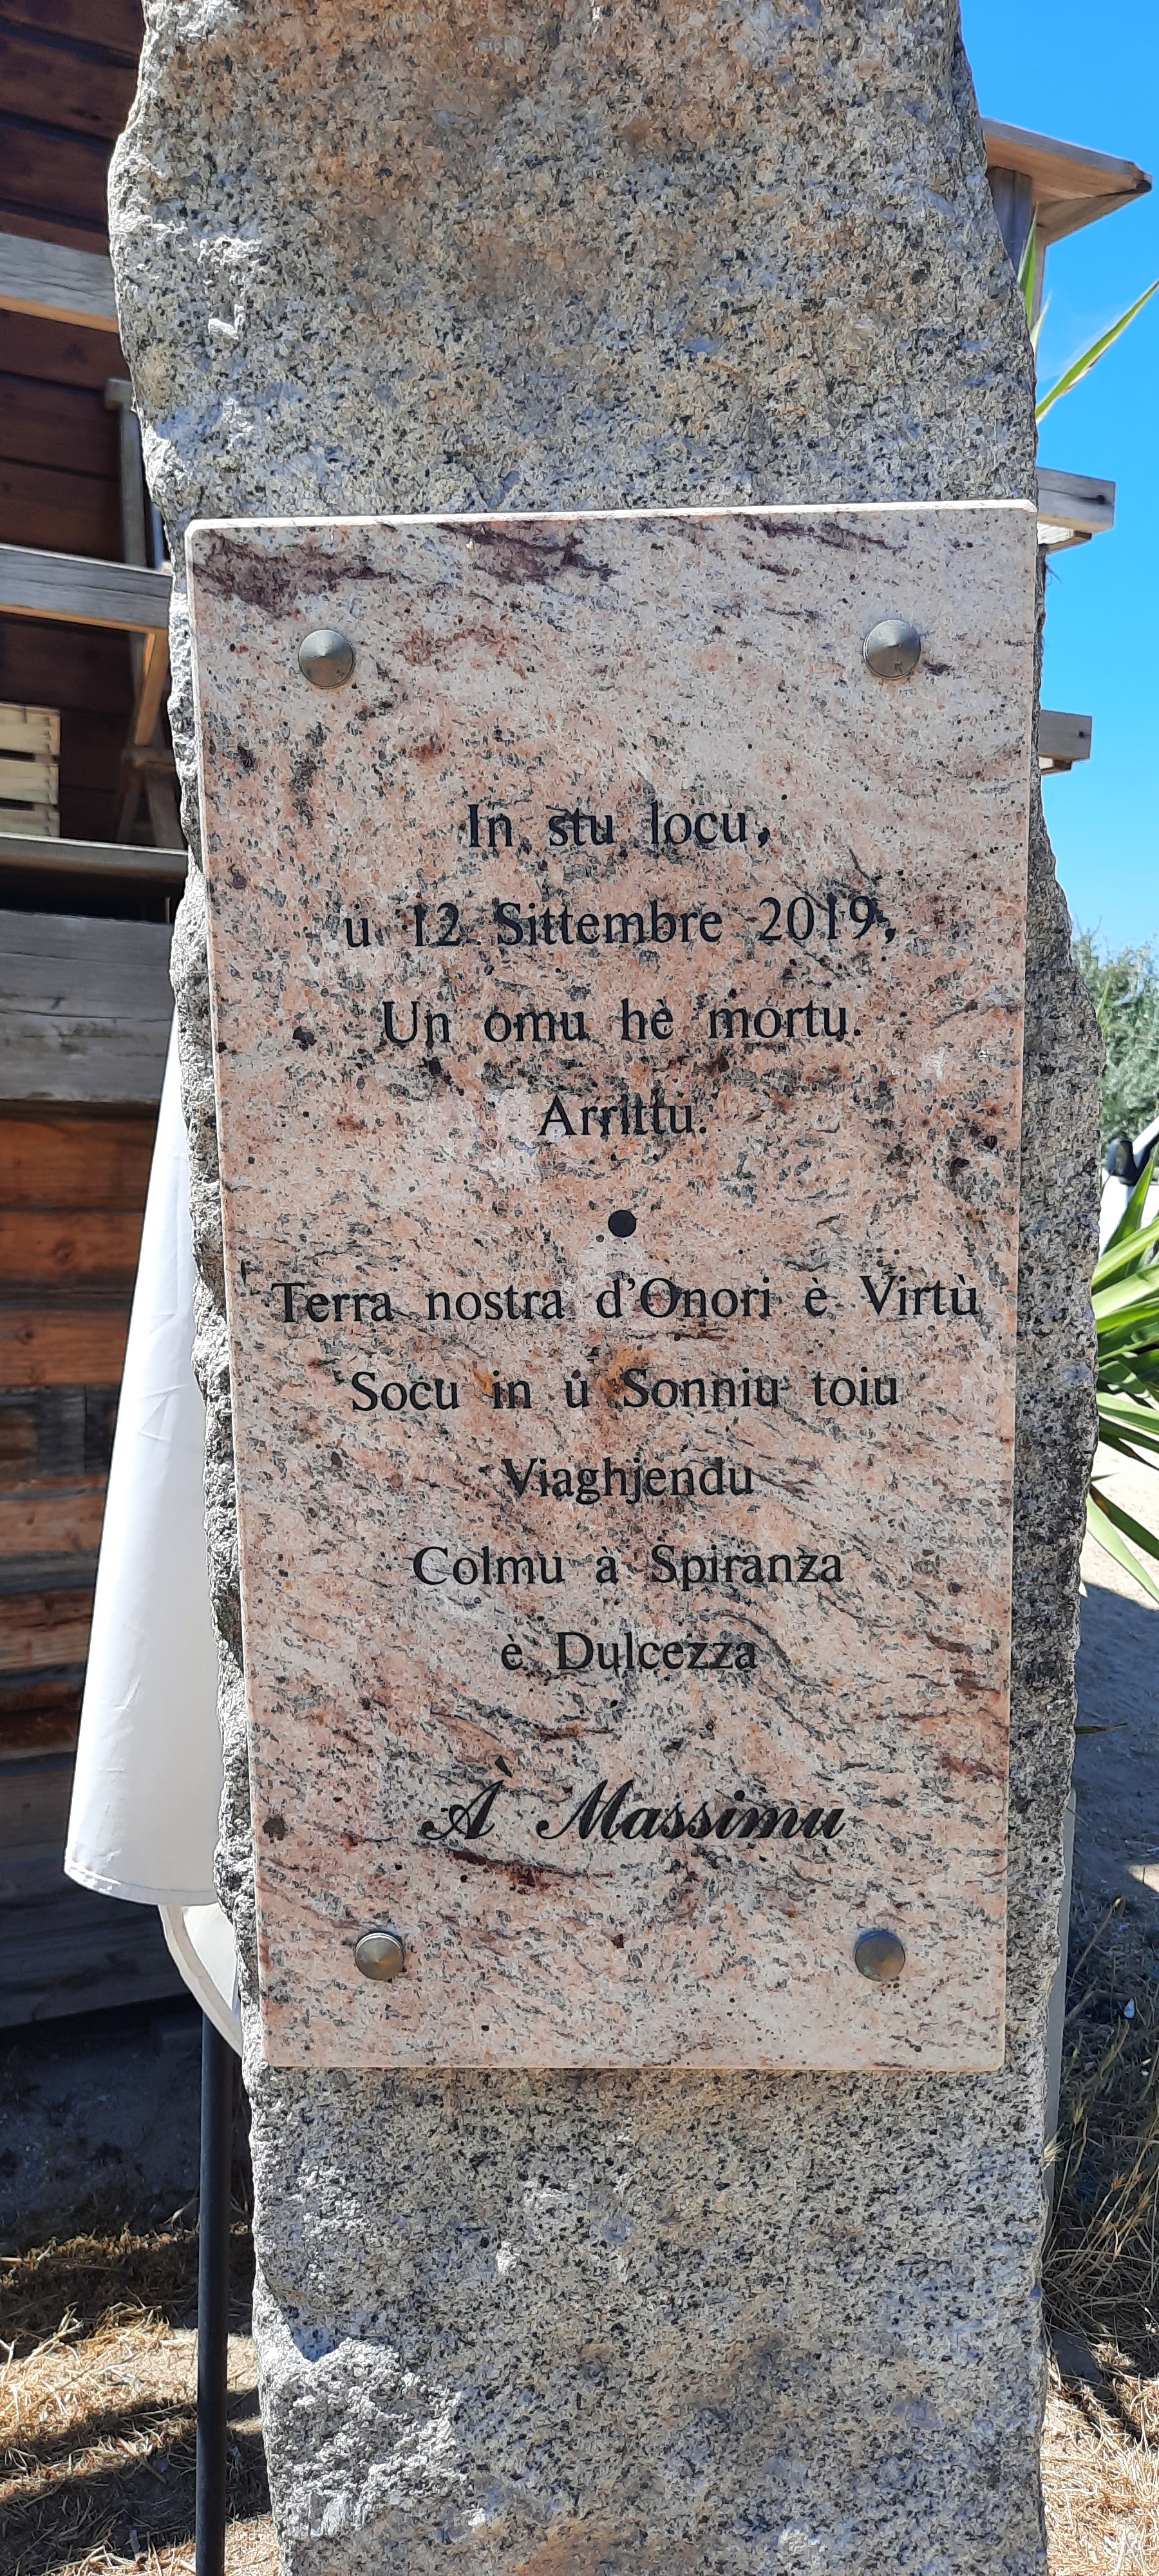 In stu locu,
u 12 Sittembre 2019,
Un omu hè mortu.
Arrittu.
Terra nostra d'Onori è Virtù
Socu in u Sonniu toiu
Viaghjendu
Colmu à Spiranza
è Dulcezza
À Massimu